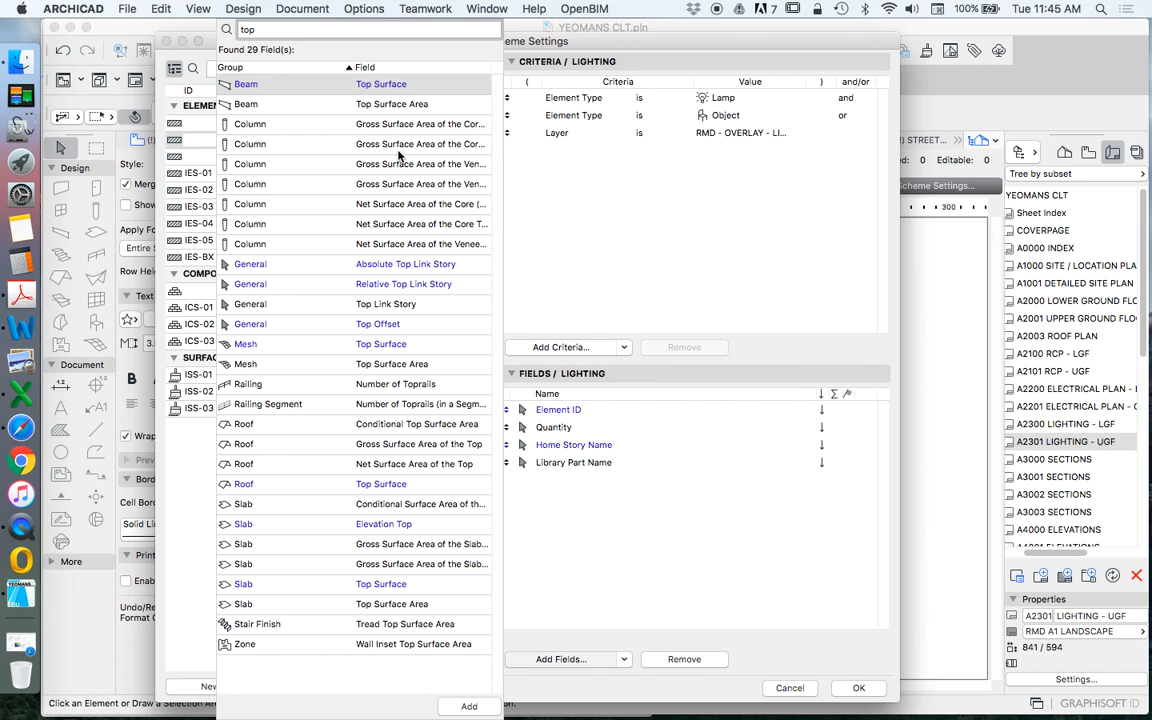 ARCHICAD File Edit View Design Document Options Teamwork Window Help OpenBIM 7 100% Tue 11:45 AM
YEOMANS CLT.pln
top
Found 29 Field(s):
Group Field
Beam Top Surface
Beam Top Surface Area
Column Gross Surface Area of the Cor...
Column Gross Surface Area of the Cor...
Column Gross Surface Area of the Ven...
Column Gross Surface Area of the Ven...
Column Net Surface Area of the Core (...
Column Net Surface Area of the Core T...
Column Net Surface Area of the Venee...
General Absolute Top Link Story
General Relative Top Link Story
General Top Link Story
General Top Offset
Mesh Top Surface
Mesh Top Surface Area
Railing Number of Toprails
Railing Segment Number of Toprails (in a Segm...
Roof Conditional Top Surface Area
Roof Gross Surface Area of the Top
Roof Net Surface Area of the Top
Roof Top Surface
Slab Conditional Surface Area of th...
Slab Elevation Top
Slab Gross Surface Area of the Slab...
Slab Gross Surface Area of the Slab...
Slab Top Surface
Slab Top Surface Area
Stair Finish Tread Top Surface Area
Zone Wall Inset Top Surface Area
Add
eme Settings
CRITERIA / LIGHTING
( Criteria Value ) and/or
Element Type is Lamp and
Element Type is Object or
Layer is RMD - OVERLAY - LI...
Add Criteria... Remove
FIELDS / LIGHTING
Name
Element ID
Quantity
Home Story Name
Library Part Name
Add Fields... Remove
Cancel OK
ID
ELEMEN
IES-01
IES-02
IES-03
IES-04
IES-05
IES-BX
COMPO
ICS-01
ICS-02
ICS-03
SURFAC
ISS-01
ISS-02
ISS-03
New
Style:
Merg
Show
Apply Fo
Entire
Row Heig
Text
3.
B
Wrap
Prev
Bord
Cell Bord
Solid Lin
Print
Enab
Undo/Re
Format C
Design
Document
More
Click an Element or Draw a Selection Are
STREET...
ed: 0 Editable: 0
Scheme Settings...
300
Tree by subset
YEOMANS CLT
Sheet Index
COVERPAGE
A0000 INDEX
A1000 SITE / LOCATION PLA
A1001 DETAILED SITE PLAN
A2000 LOWER GROUND FLO
A2001 UPPER GROUND FLO
A2003 ROOF PLAN
A2100 RCP - LGF
A2101 RCP - UGF
A2200 ELECTRICAL PLAN - 
A2201 ELECTRICAL PLAN - C
A2300 LIGHTING - LGF
A2301 LIGHTING - UGF
A3000 SECTIONS
A3001 SECTIONS
A3002 SECTIONS
A3003 SECTIONS
A4000 ELEVATIONS
A4001 ELEVATIONS
Properties
A2301 LIGHTING - UGF
RMD A1 LANDSCAPE
841 / 594
Settings...
GRAPHISOFT ID